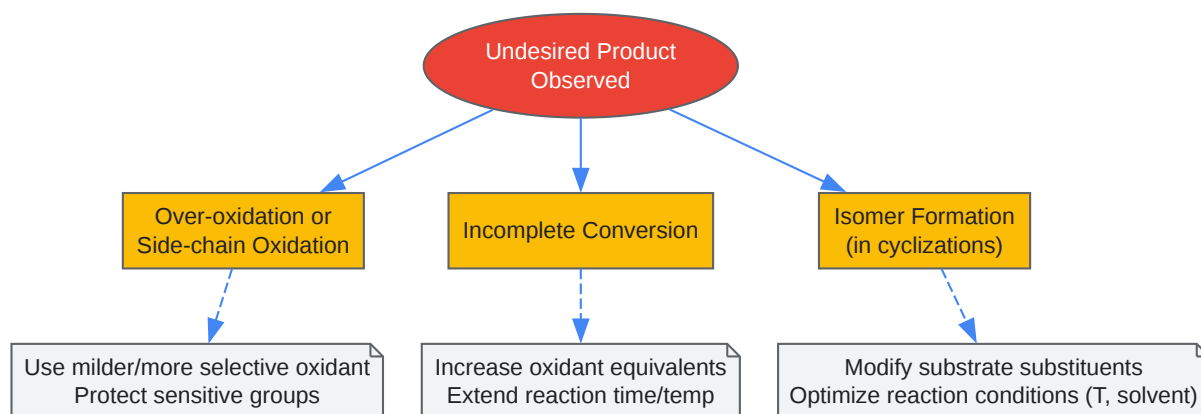 Undesired Product
Observed
Over-oxidation or
Side-chain Oxidation
Incomplete Conversion
Isomer Formation
(in cyclizations)
Use milder/more selective oxidant
Protect sensitive groups
Increase oxidant equivalents
Extend reaction time/temp
Modify substrate substituents
Optimize reaction conditions (T, solvent)